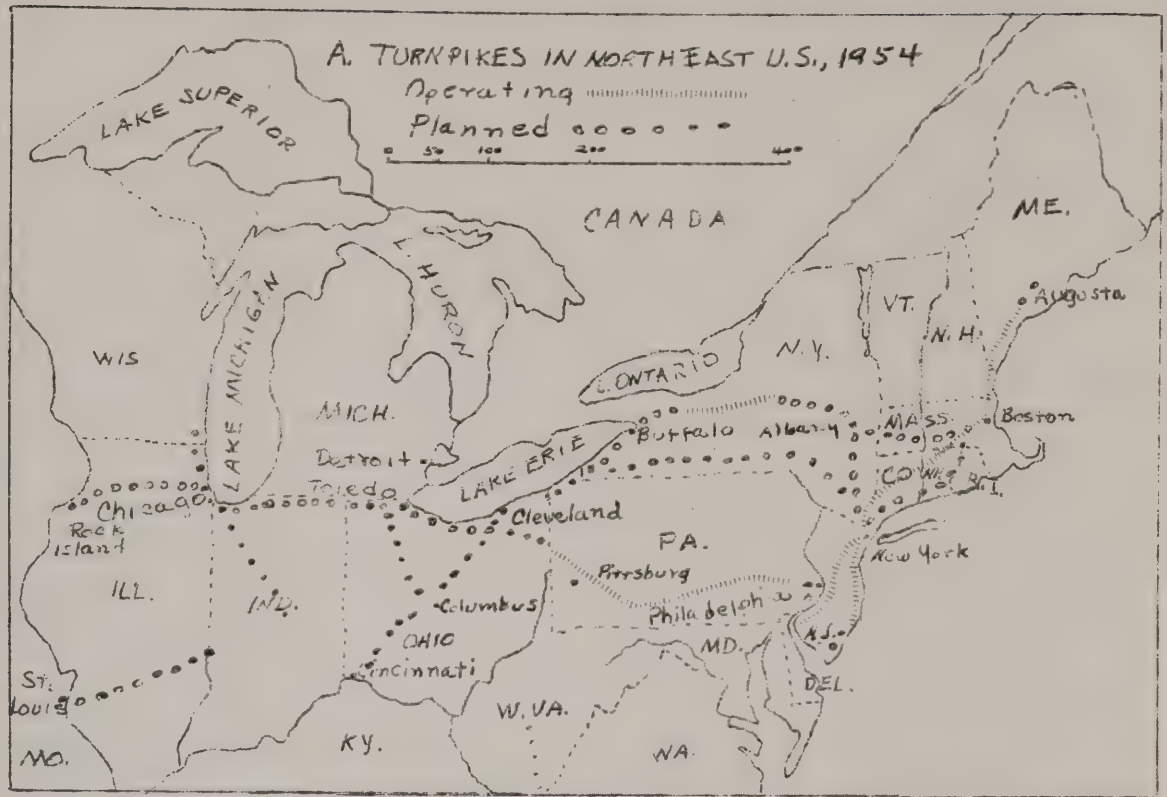 A. TURNPIKES IN NORTHEAST U.S., 1954
Operating
Planned
0 50 100 200 400
LAKE SUPERIOR
CANADA
ME.
L. HURON
VT.
N.H.
Augusta
LAKE MICHIGAN
WIS
N.Y.
L. ONTARIO
MICH.
MASS.
Boston
Buffalo
Albany
Detroit
LAKE ERIE
R.I.
Toledo
Chicago
Cleveland
Rock
Island
PA.
New York
Pittsburg
ILL.
IND.
Columbus
Philadelphia
OHIO
N.J.
MD.
Cincinnati
DEL.
St.
Louis
W. VA.
MO.
KY.